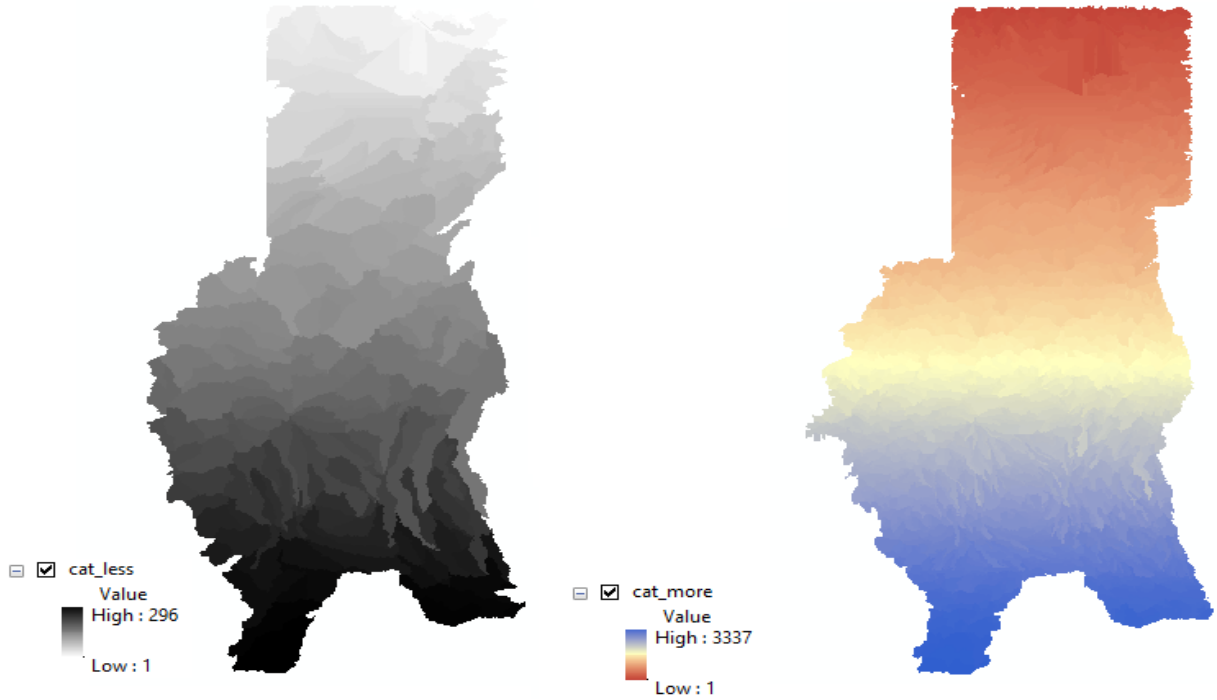 cat_less
Value
High : 296
Low : 1
cat_more
Value
High : 3337
Low : 1